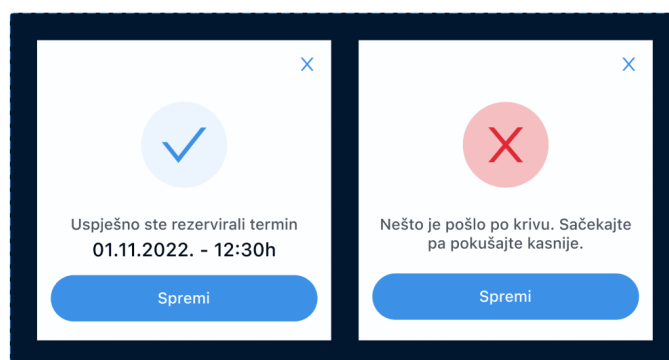 Uspješno ste rezervirali termin
01.11.2022. - 12:30h
Spremi
Nešto je pošlo po krivu. Sačekajte
pa pokušajte kasnije.
Spremi